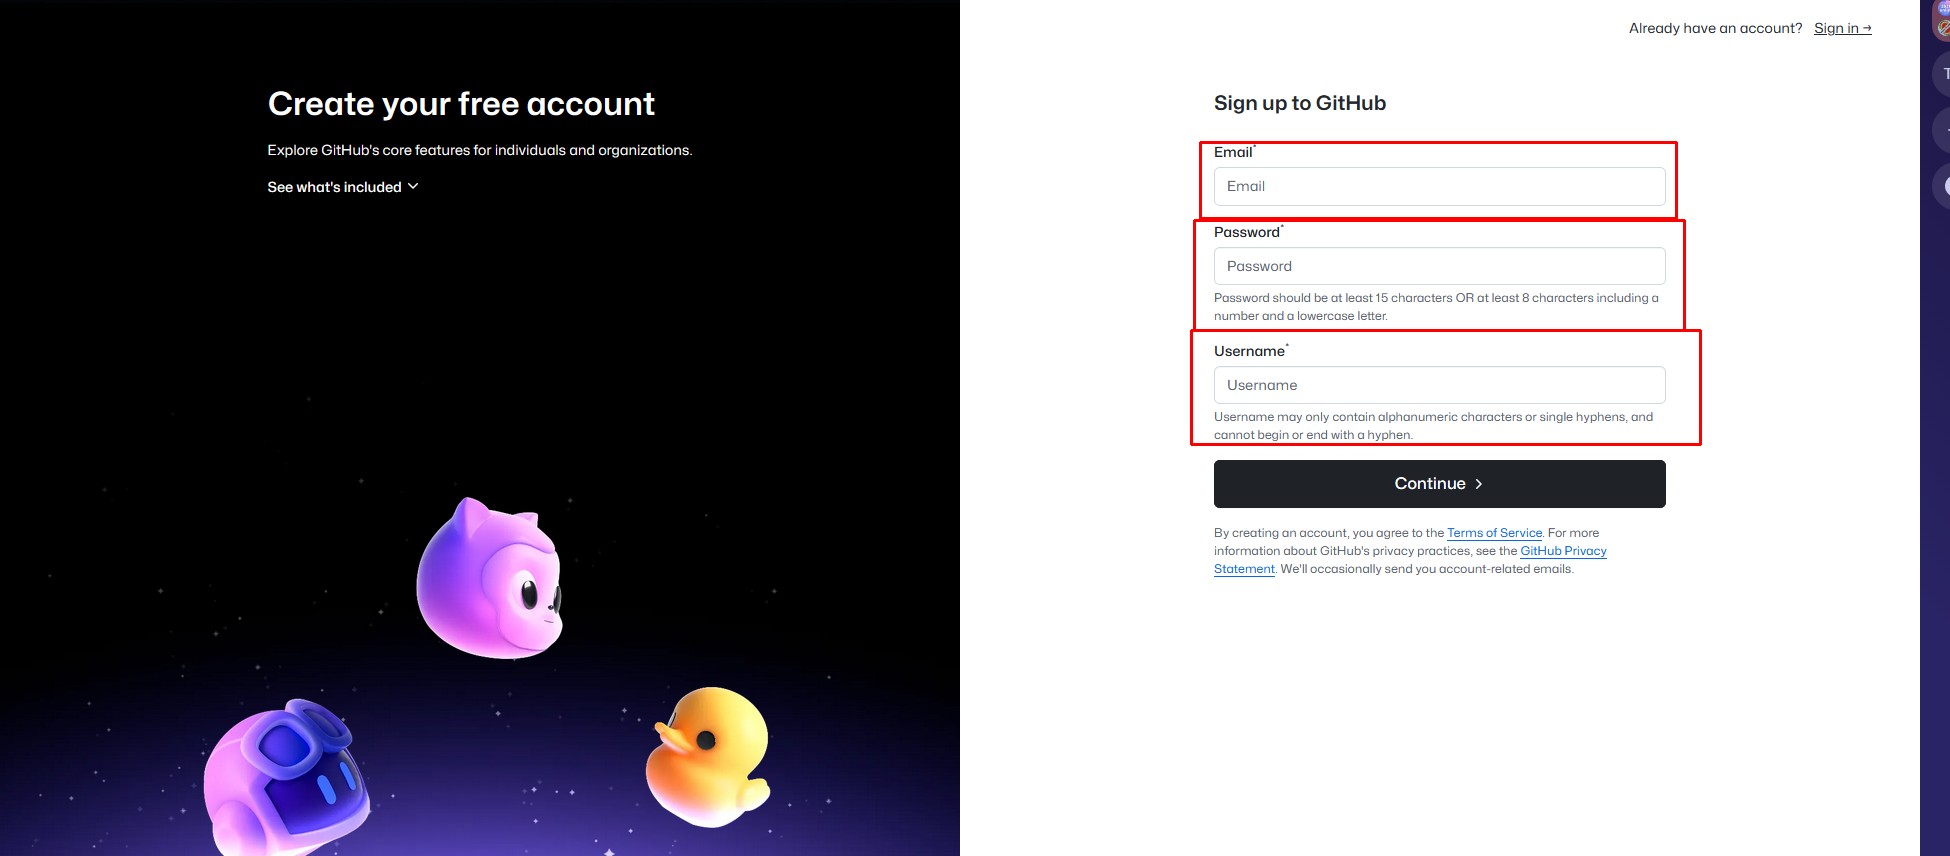 Create your free account
Explore GitHub's core features for individuals and organizations.
See what's included
Already have an account? Sign in →
Sign up to GitHub
Email*
Email
Password*
Password
Password should be at least 15 characters OR at least 8 characters including a
number and a lowercase letter.
Username*
Username
Username may only contain alphanumeric characters or single hyphens, and
cannot begin or end with a hyphen.
Continue
By creating an account, you agree to the Terms of Service. For more
information about GitHub's privacy practices, see the GitHub Privacy
Statement. We'll occasionally send you account-related emails.